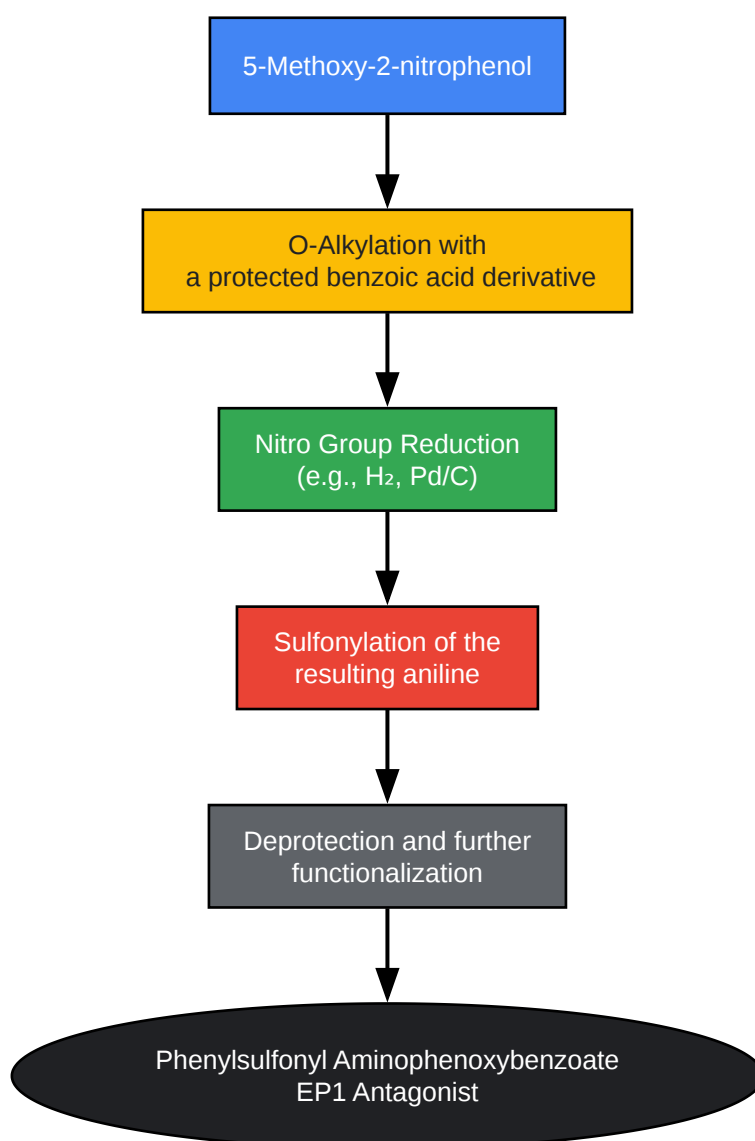 5-Methoxy-2-nitrophenol
O-Alkylation with
a protected benzoic acid derivative
Nitro Group Reduction
(e.g., H₂, Pd/C)
Sulfonylation of the
resulting aniline
Deprotection and further
functionalization
Phenylsulfonyl Aminophenoxybenzoate
EP1 Antagonist